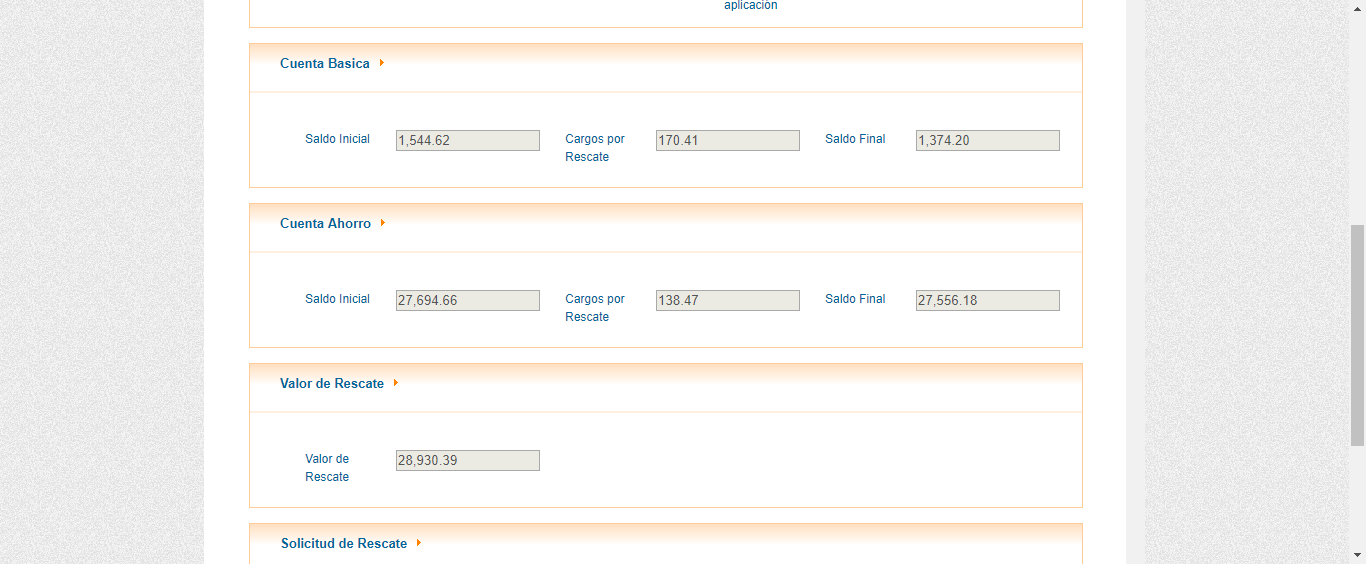 aplicación
Cuenta Basica
Saldo Inicial 1,544.62 Cargos por Rescate 170.41 Saldo Final 1,374.20
Cuenta Ahorro
Saldo Inicial 27,694.66 Cargos por Rescate 138.47 Saldo Final 27,556.18
Valor de Rescate
Valor de Rescate 28,930.39
Solicitud de Rescate